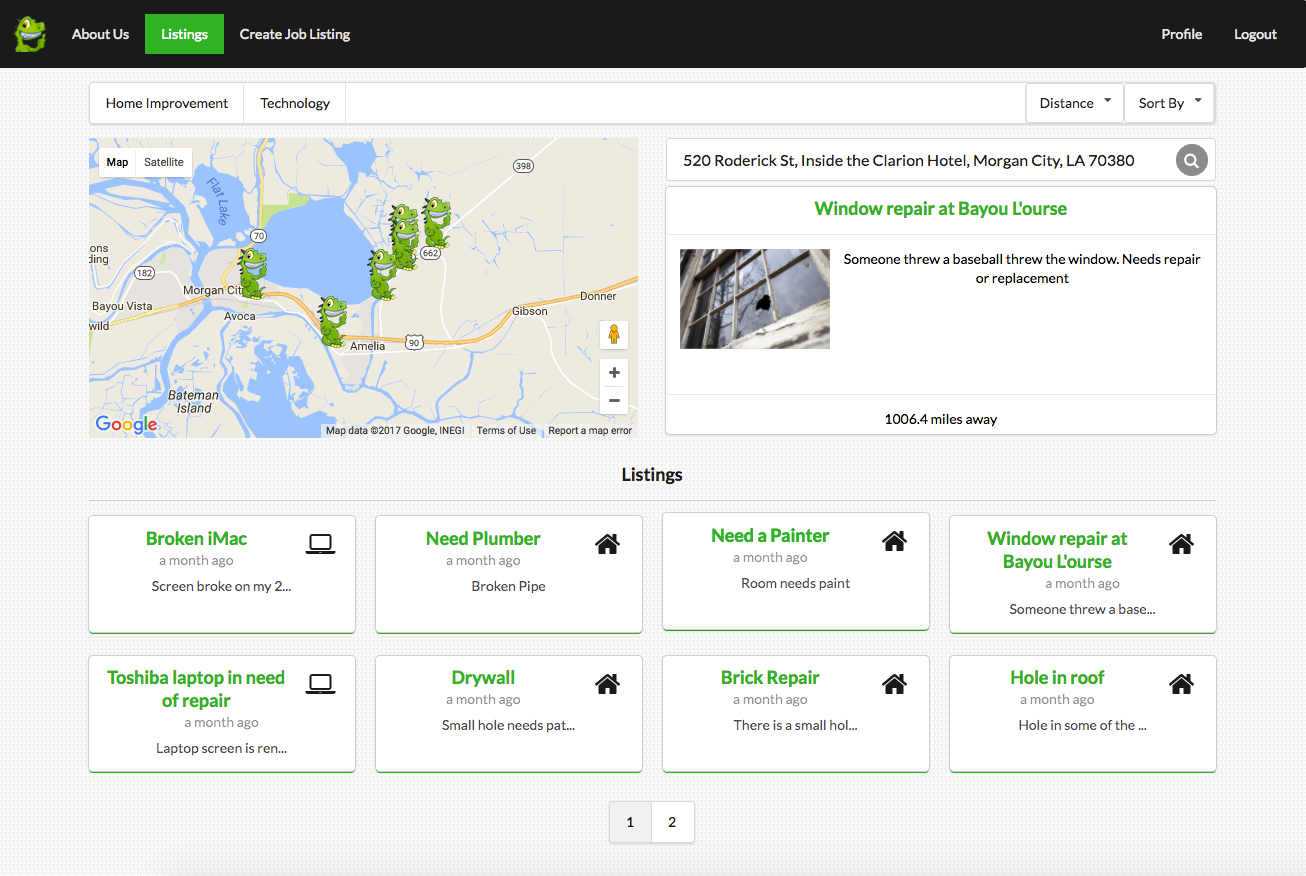 About Us
Listings
Create Job Listing
Profile
Logout
Home Improvement
Technology
Distance
Sort By
Map
Satellite
398
Flat Lake
70
ons
ding
182
662
Morgan Cit
Bayou Vista
wild
Avoca
Donner
Gibson
90
Amelia
Bateman
Island
Google
Map data ©2017 Google, INEGI
Terms of Use
Report a map error
520 Roderick St, Inside the Clarion Hotel, Morgan City, LA 70380
Window repair at Bayou L'ourse
Someone threw a baseball threw the window. Needs repair
or replacement
1006.4 miles away
Listings
Broken iMac
a month ago
Screen broke on my 2...
Need Plumber
a month ago
Broken Pipe
Need a Painter
a month ago
Room needs paint
Window repair at
Bayou L'ourse
a month ago
Someone threw a base...
Toshiba laptop in need
of repair
a month ago
Laptop screen is ren...
Drywall
a month ago
Small hole needs pat...
Brick Repair
a month ago
There is a small hol...
Hole in roof
a month ago
Hole in some of the ...
1
2